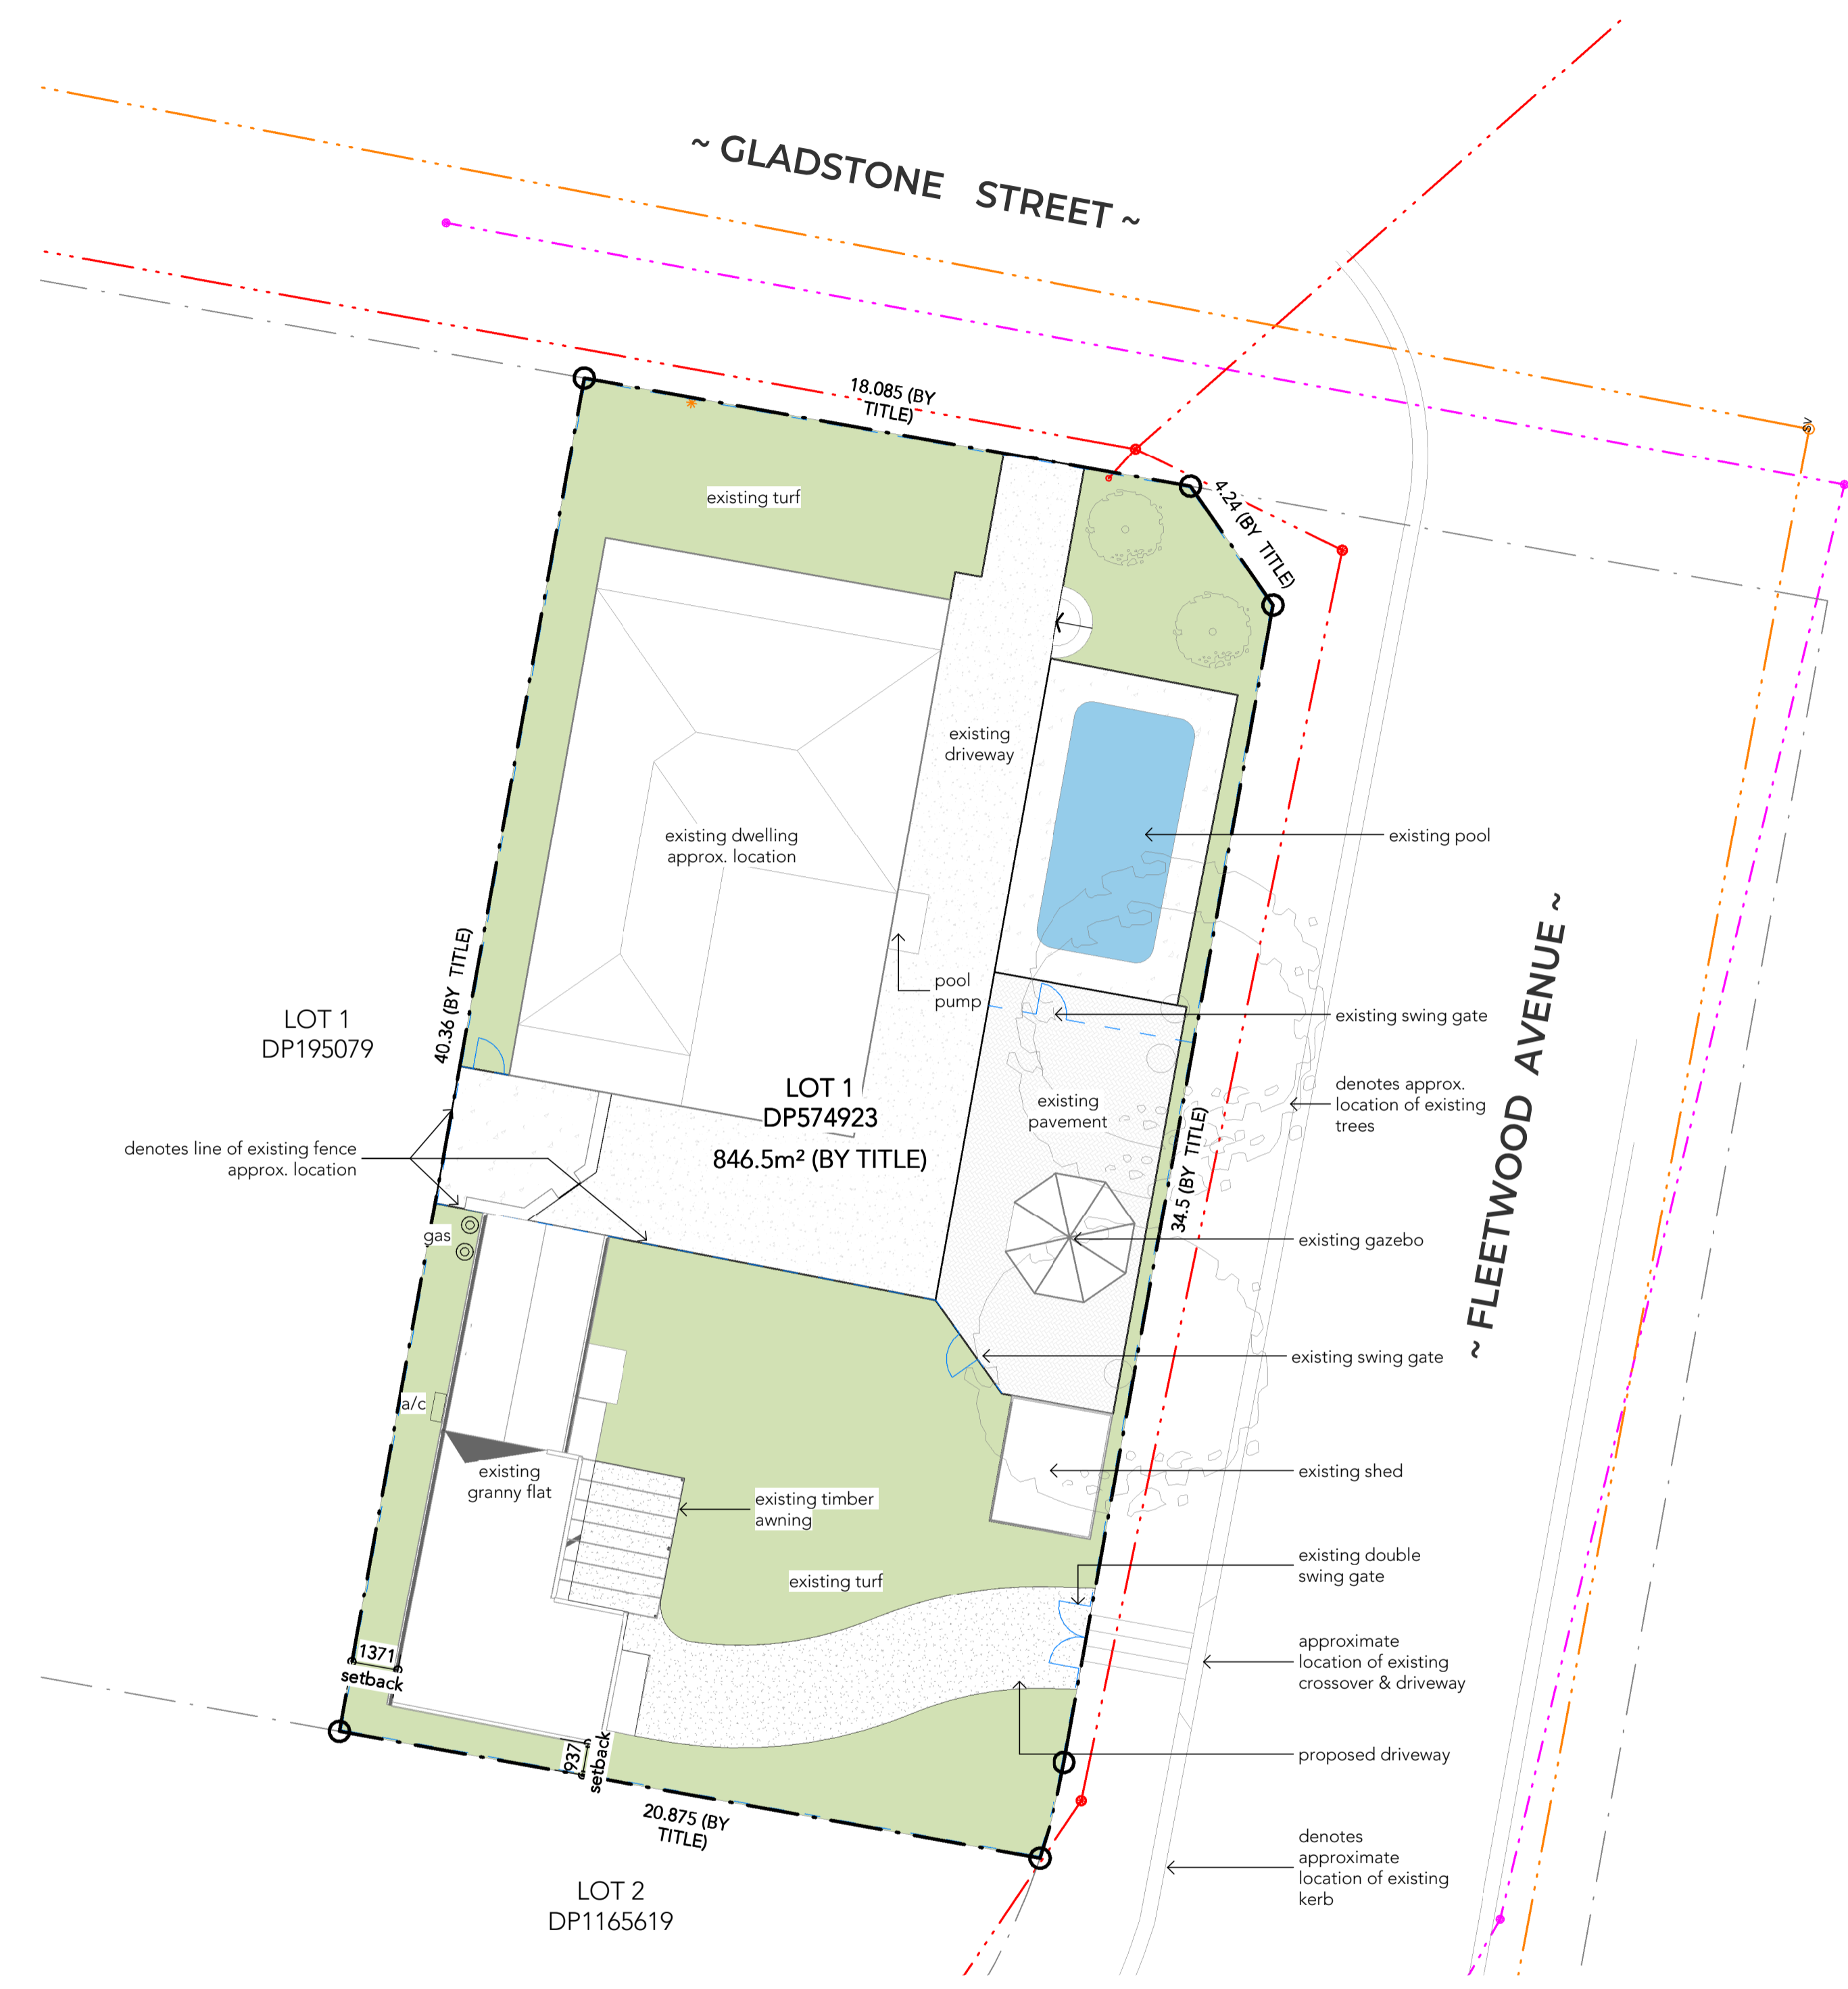 ~ GLADSTONE STREET ~
SV
18.085 (BY
TITLE)
4.24 (BY TITLE)
existing turf
existing
driveway
existing dwelling
approx. location
existing pool
40.36 (BY TITLE)
pool
pump
LOT 1
DP195079
existing swing gate
~ FLEETWOOD AVENUE ~
LOT 1
DP574923
846.5m² (BY TITLE)
existing
pavement
denotes approx.
location of existing
trees
34.5 (BY TITLE)
denotes line of existing fence
approx. location
gas
existing gazebo
existing swing gate
a/c
existing
granny flat
existing shed
existing timber
awning
existing turf
existing double
swing gate
1371
setback
approximate
location of existing
crossover & driveway
937
setback
proposed driveway
20.875 (BY
TITLE)
denotes
approximate
location of existing
kerb
LOT 2
DP1165619